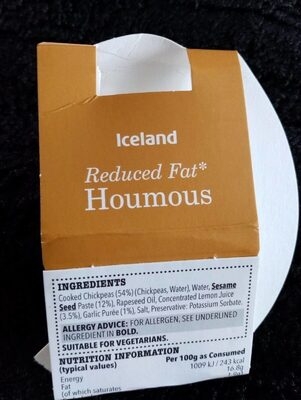 Iceland
Reduced Fat*
Houmous
INGREDIENTS
Cooked Chickpeas (54%) (Chickpeas, Water), Water, Sesame
Seed Paste (12%), Rapeseed Oil, Concentrated Lemon Juice
(3.5%), Garlic Purée (1%), Salt, Preservative: Potassium Sorbate.
ALLERGY ADVICE: FOR ALLERGEN, SEE UNDERLINED
INGREDIENT IN BOLD.
SUITABLE FOR VEGETARIANS.
NUTRITION INFORMATION
(typical values) Per 100g as Consumed
Energy 1009 kJ / 243 kcal
Fat 16.8g
(of which saturates